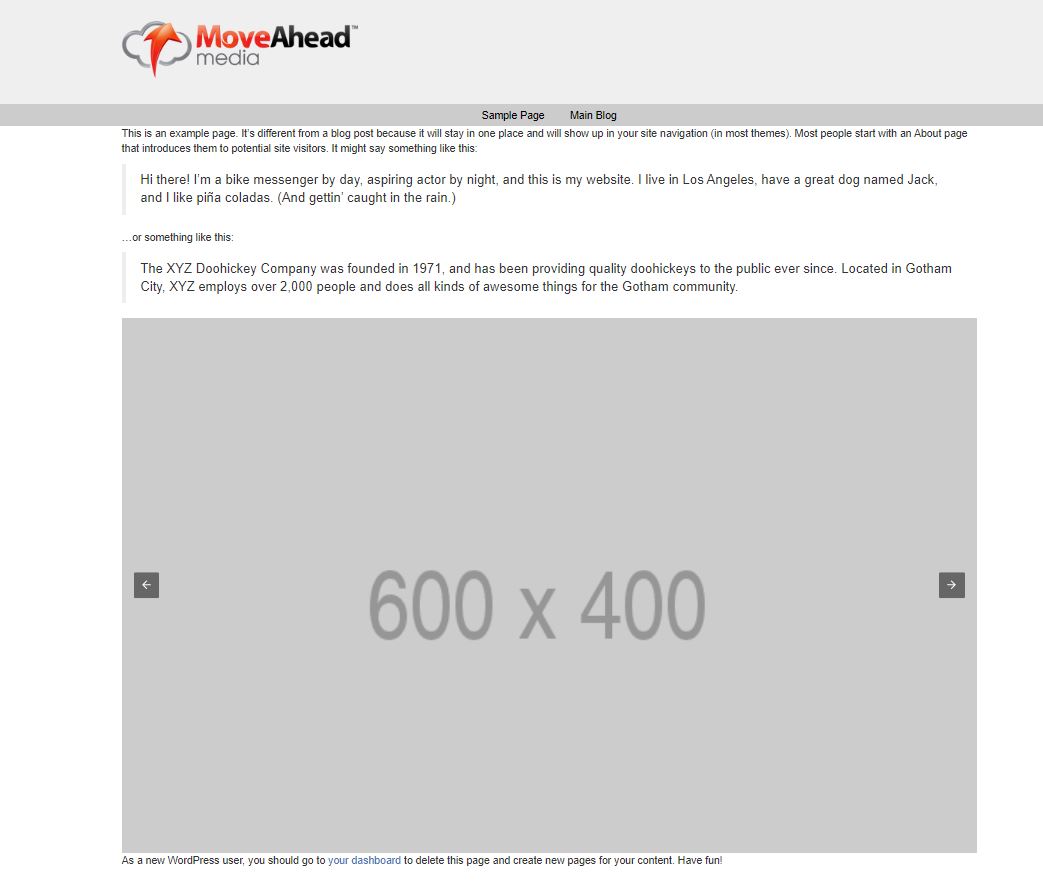 MoveAhead™
media
Sample Page Main Blog
This is an example page. It’s different from a blog post because it will stay in one place and will show up in your site navigation (in most themes). Most people start with an About page
that introduces them to potential site visitors. It might say something like this:
Hi there! I’m a bike messenger by day, aspiring actor by night, and this is my website. I live in Los Angeles, have a great dog named Jack,
and I like piña coladas. (And gettin’ caught in the rain.)
…or something like this:
The XYZ Doohickey Company was founded in 1971, and has been providing quality doohickeys to the public ever since. Located in Gotham
City, XYZ employs over 2,000 people and does all kinds of awesome things for the Gotham community.
600 x 400
As a new WordPress user, you should go to your dashboard to delete this page and create new pages for your content. Have fun!